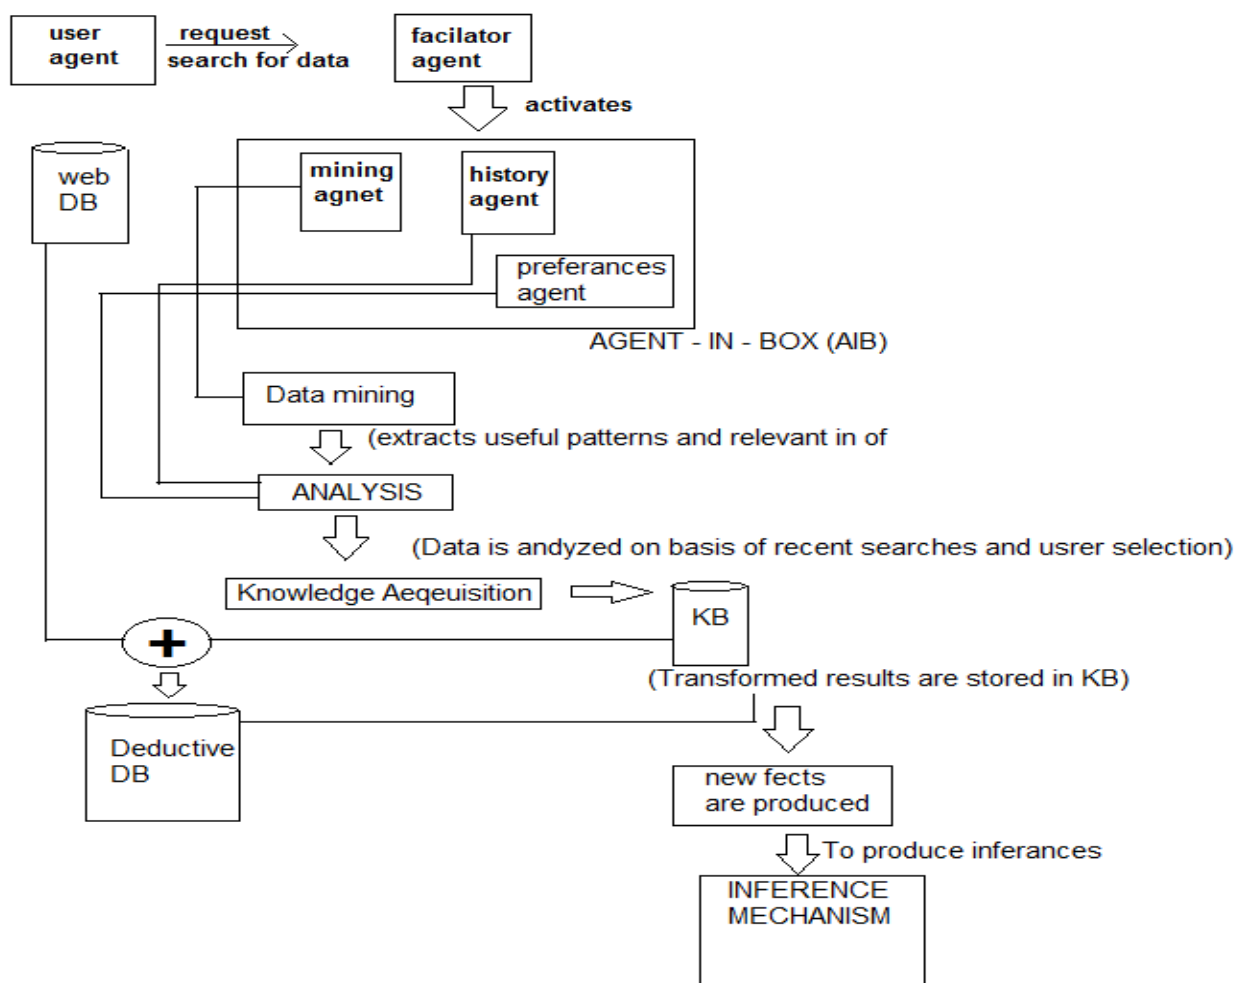 user
agent
request
search for data
facilator
agent
activates
web
DB
mining
agnet
history
agent
preferances
agent
AGENT - IN - BOX (AIB)
Data mining
(extracts useful patterns and relevant in of
ANALYSIS
(Data is andyzed on basis of recent searches and usrer selection)
Knowledge Aeqeuisition
KB
+
(Transformed results are stored in KB)
Deductive
DB
new fects
are produced
To produce inferances
INFERENCE
MECHANISM